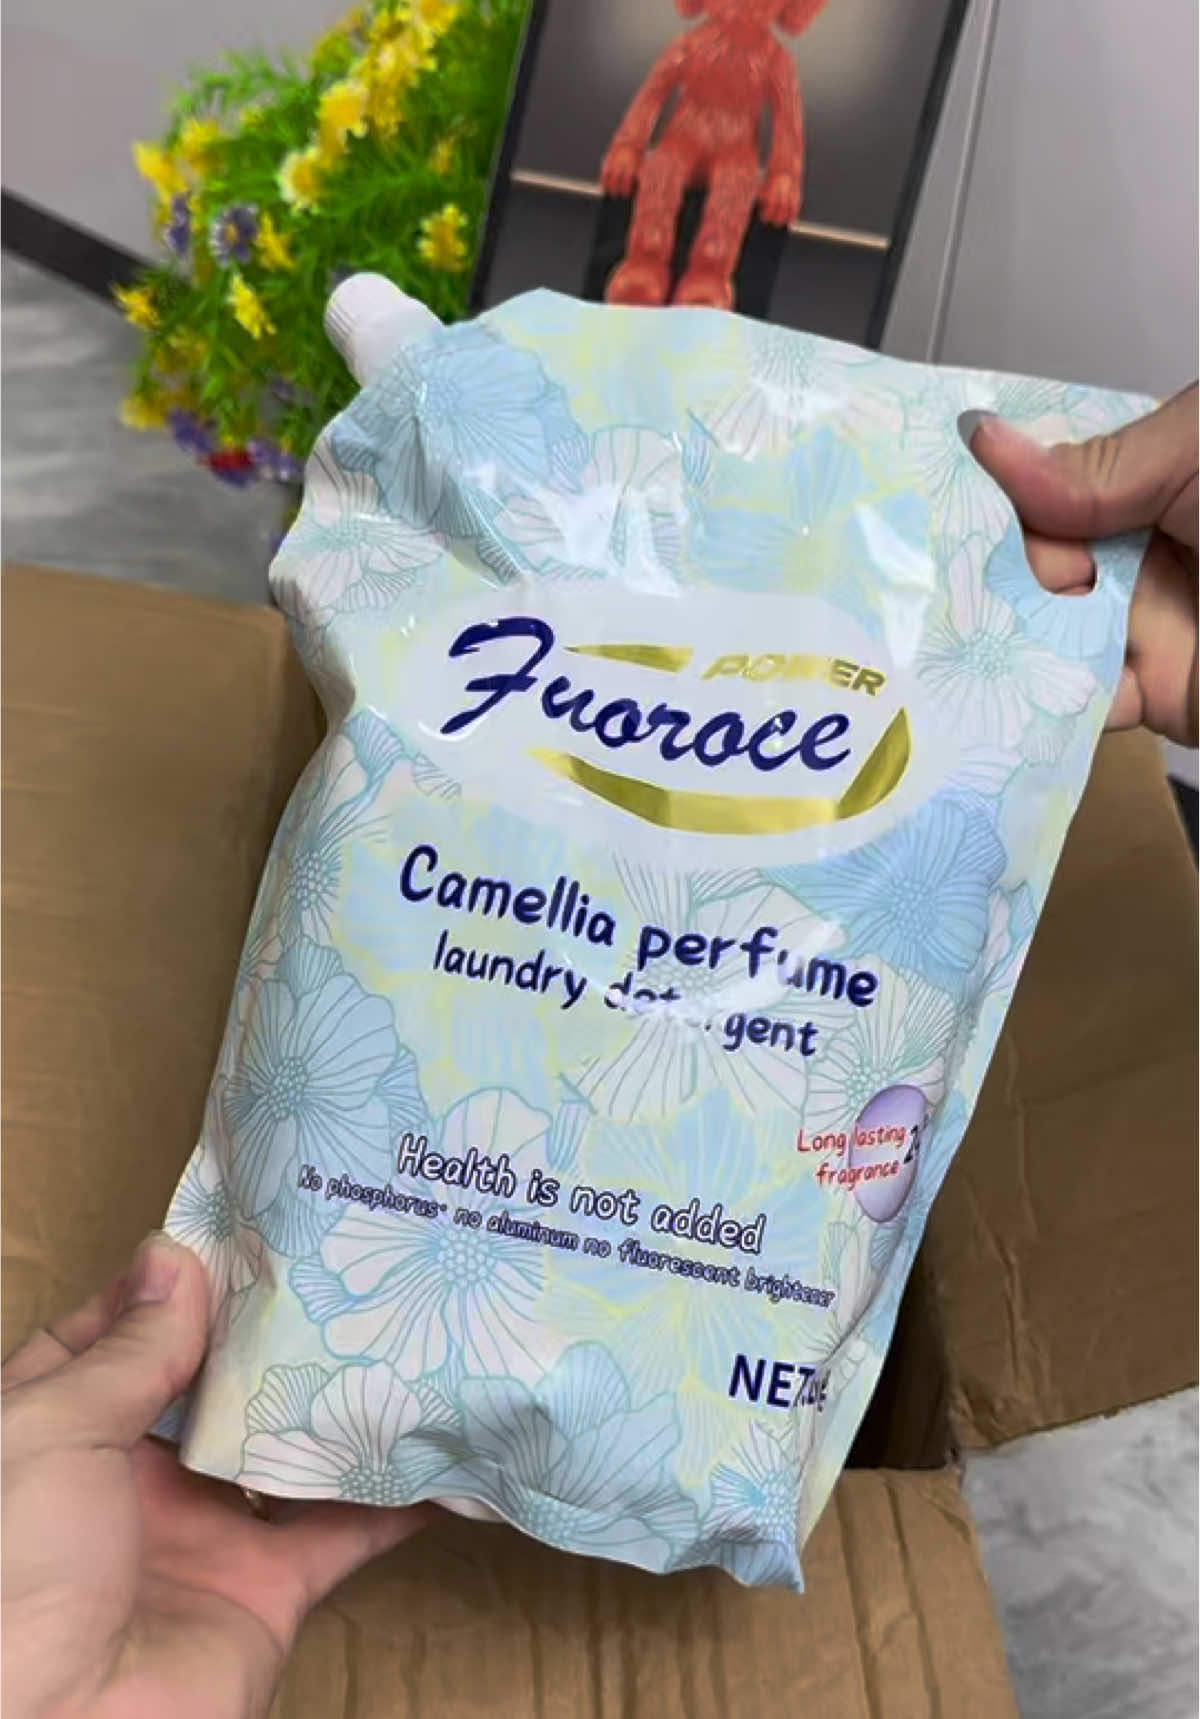 POWER
Fuoroce
Camellia perfume
laundry detergent
Long lasting
fragrance
Health is not added
No phosphorus· no aluminum no fluorescent brightener
NET